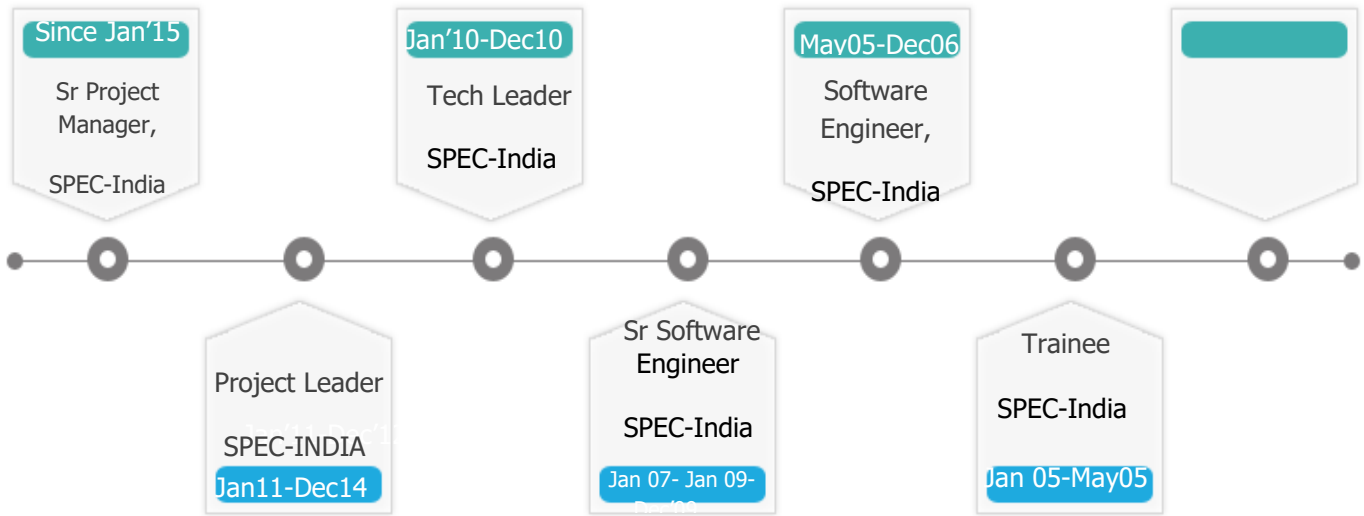 Since Jan’15
Sr Project
Manager,
SPEC-India
Jan’10-Dec10
Tech Leader
SPEC-India
May05-Dec06
Software
Engineer,
SPEC-India
Project Leader
SPEC-INDIA
Jan11-Dec14
Sr Software
Engineer
SPEC-India
Jan 07- Jan 09-
Dec’09
Trainee
SPEC-India
Jan 05-May05